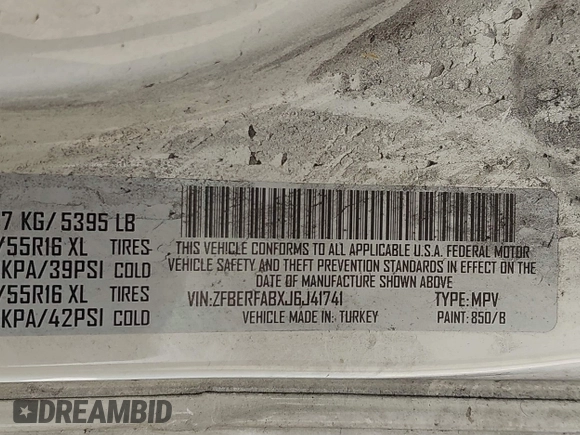 7 KG/ 5395 LB
/55R16 XL TIRES
KPA/39PSI COLD
/55R16 XL TIRES
KPA/42PSI COLD
THIS VEHICLE CONFORMS TO ALL APPLICABLE U.S.A. FEDERAL MOTOR
VEHICLE SAFETY AND THEFT PREVENTION STANDARDS IN EFFECT ON THE
DATE OF MANUFACTURE SHOWN ABOVE
VIN:ZFBERFABXJ6J41741 TYPE:MPV
VEHICLE MADE IN: TURKEY PAINT: 850/B
DREAMBID